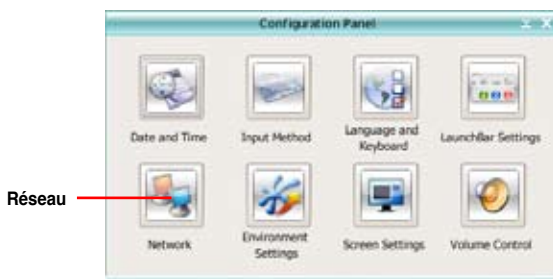 Configuration Panel
Date and Time
Input Method
Language and
Keyboard
LaunchBar Settings
Réseau
Network
Environment
Settings
Screen Settings
Volume Control